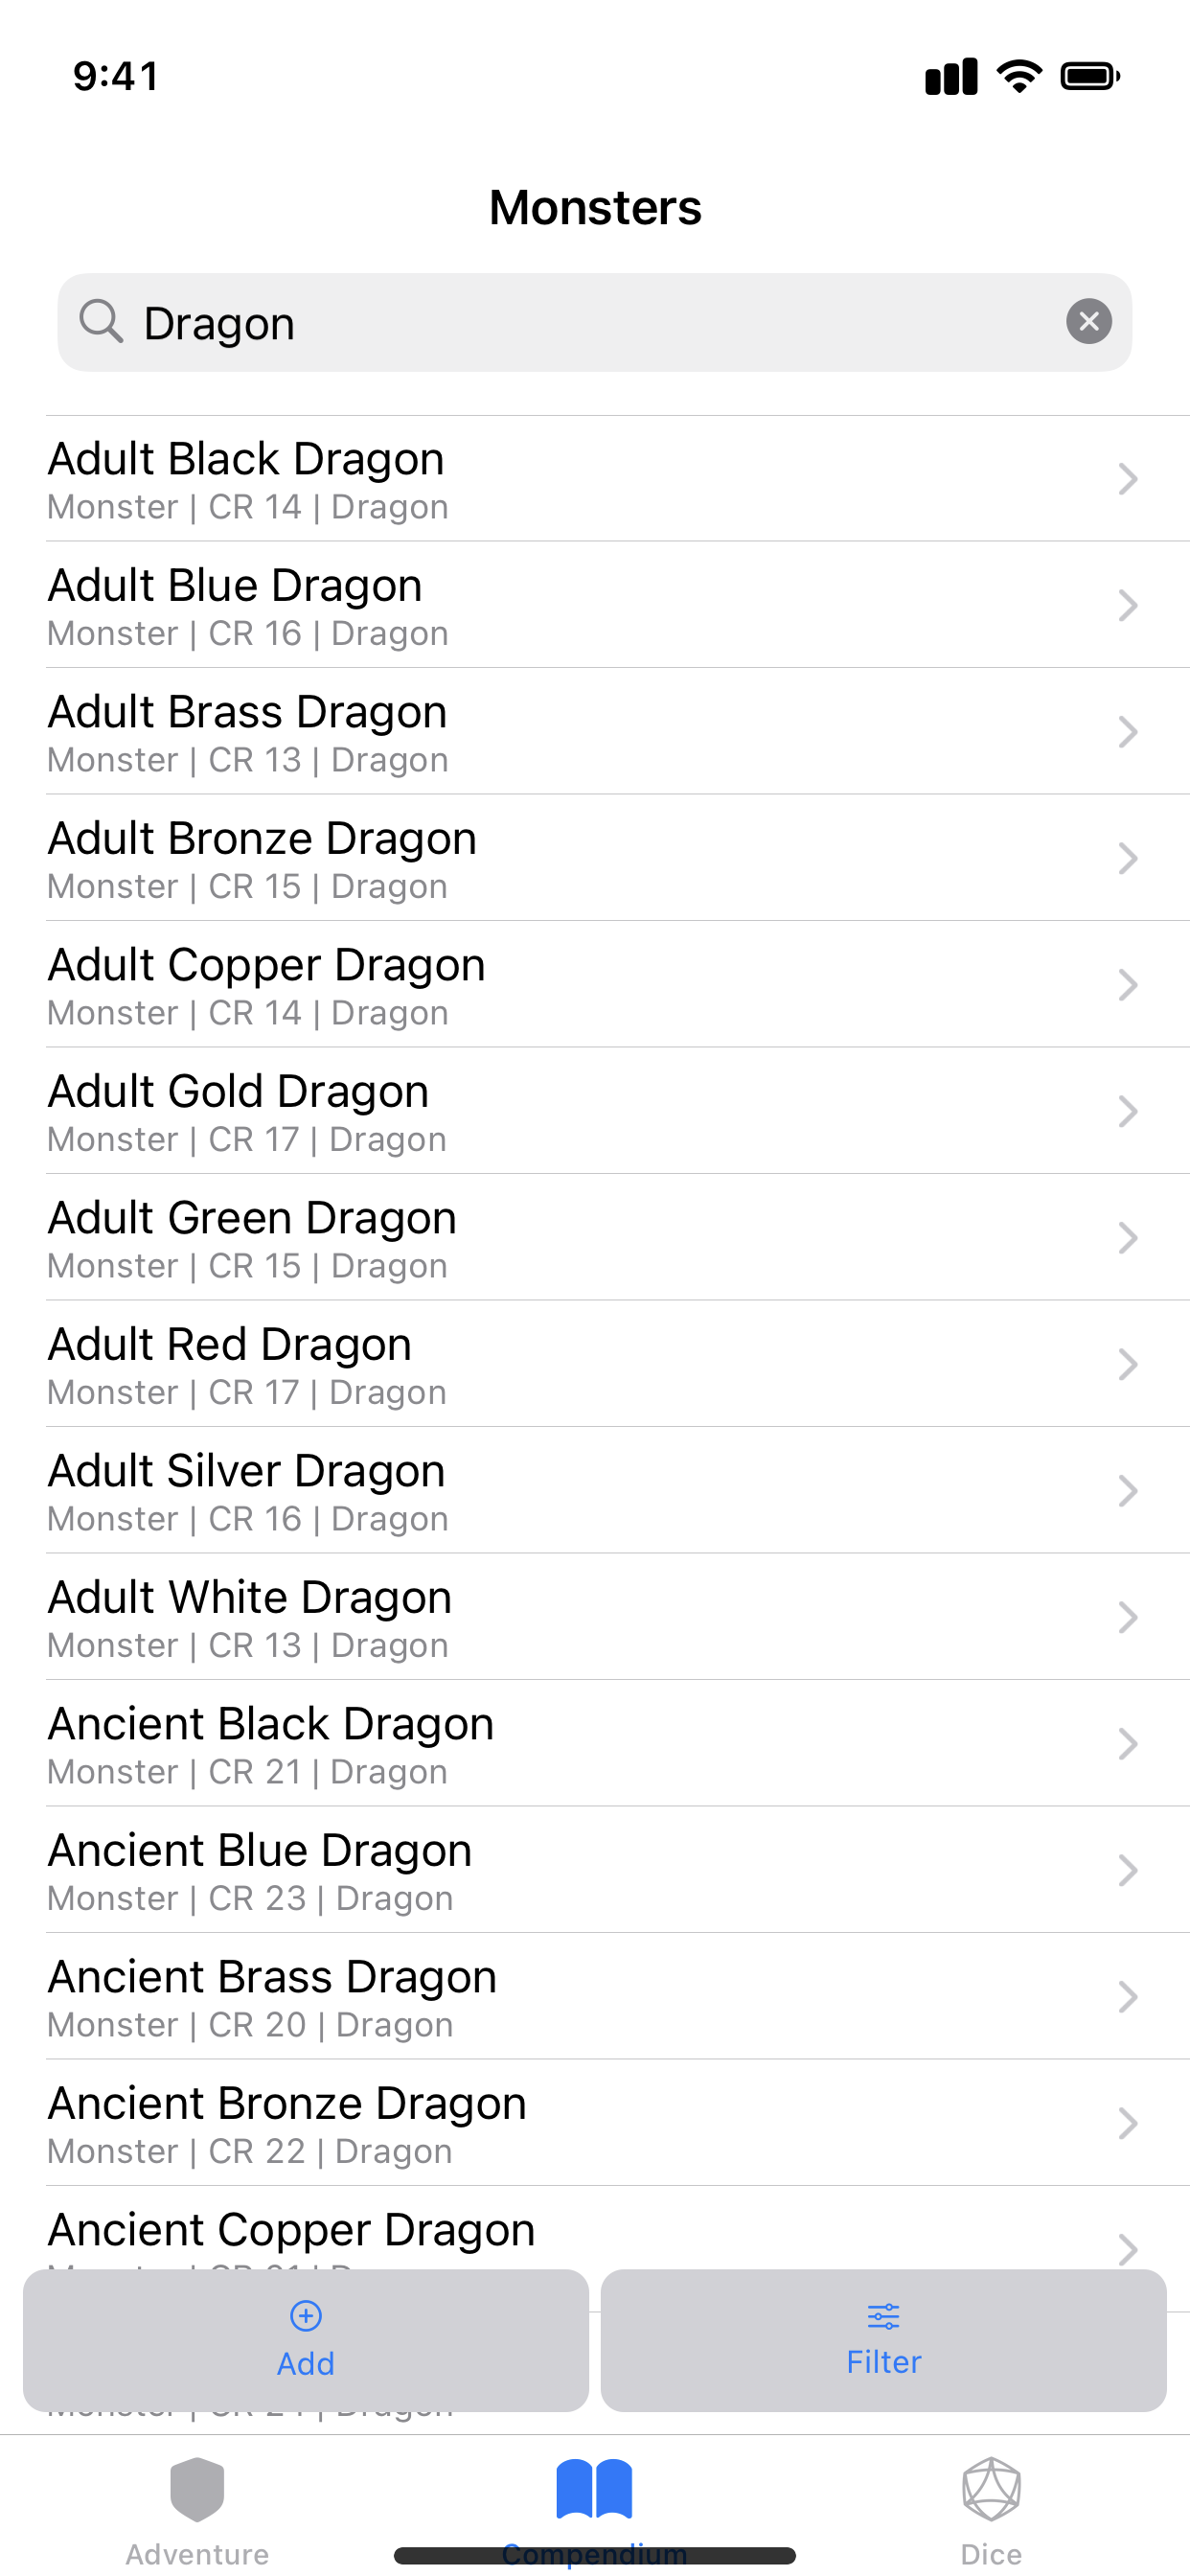 9:41
Monsters
Dragon
Adult Black Dragon
Monster | CR 14 | Dragon
Adult Blue Dragon
Monster | CR 16 | Dragon
Adult Brass Dragon
Monster | CR 13 | Dragon
Adult Bronze Dragon
Monster | CR 15 | Dragon
Adult Copper Dragon
Monster | CR 14 | Dragon
Adult Gold Dragon
Monster | CR 17 | Dragon
Adult Green Dragon
Monster | CR 15 | Dragon
Adult Red Dragon
Monster | CR 17 | Dragon
Adult Silver Dragon
Monster | CR 16 | Dragon
Adult White Dragon
Monster | CR 13 | Dragon
Ancient Black Dragon
Monster | CR 21 | Dragon
Ancient Blue Dragon
Monster | CR 23 | Dragon
Ancient Brass Dragon
Monster | CR 20 | Dragon
Ancient Bronze Dragon
Monster | CR 22 | Dragon
Ancient Copper Dragon
Add
Filter
Adventure
Compendium
Dice